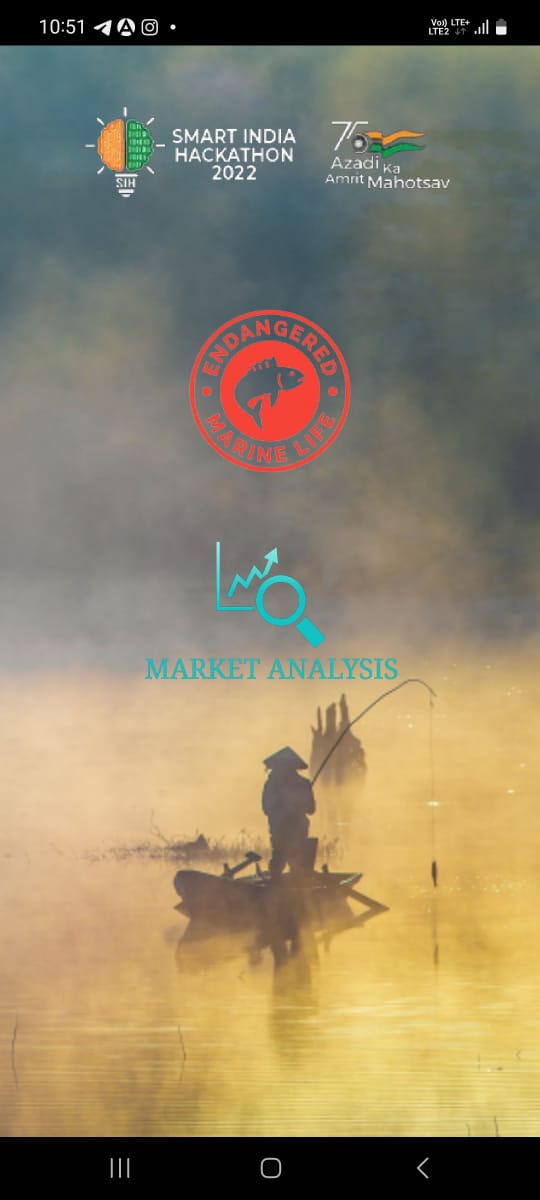 10:51
Vo)) LTE+
LTE2
SMART INDIA
HACKATHON
2022
SIH
75
Azadi Ka
Amrit Mahotsav
ENDANGERED
MARINE LIFE
MARKET ANALYSIS